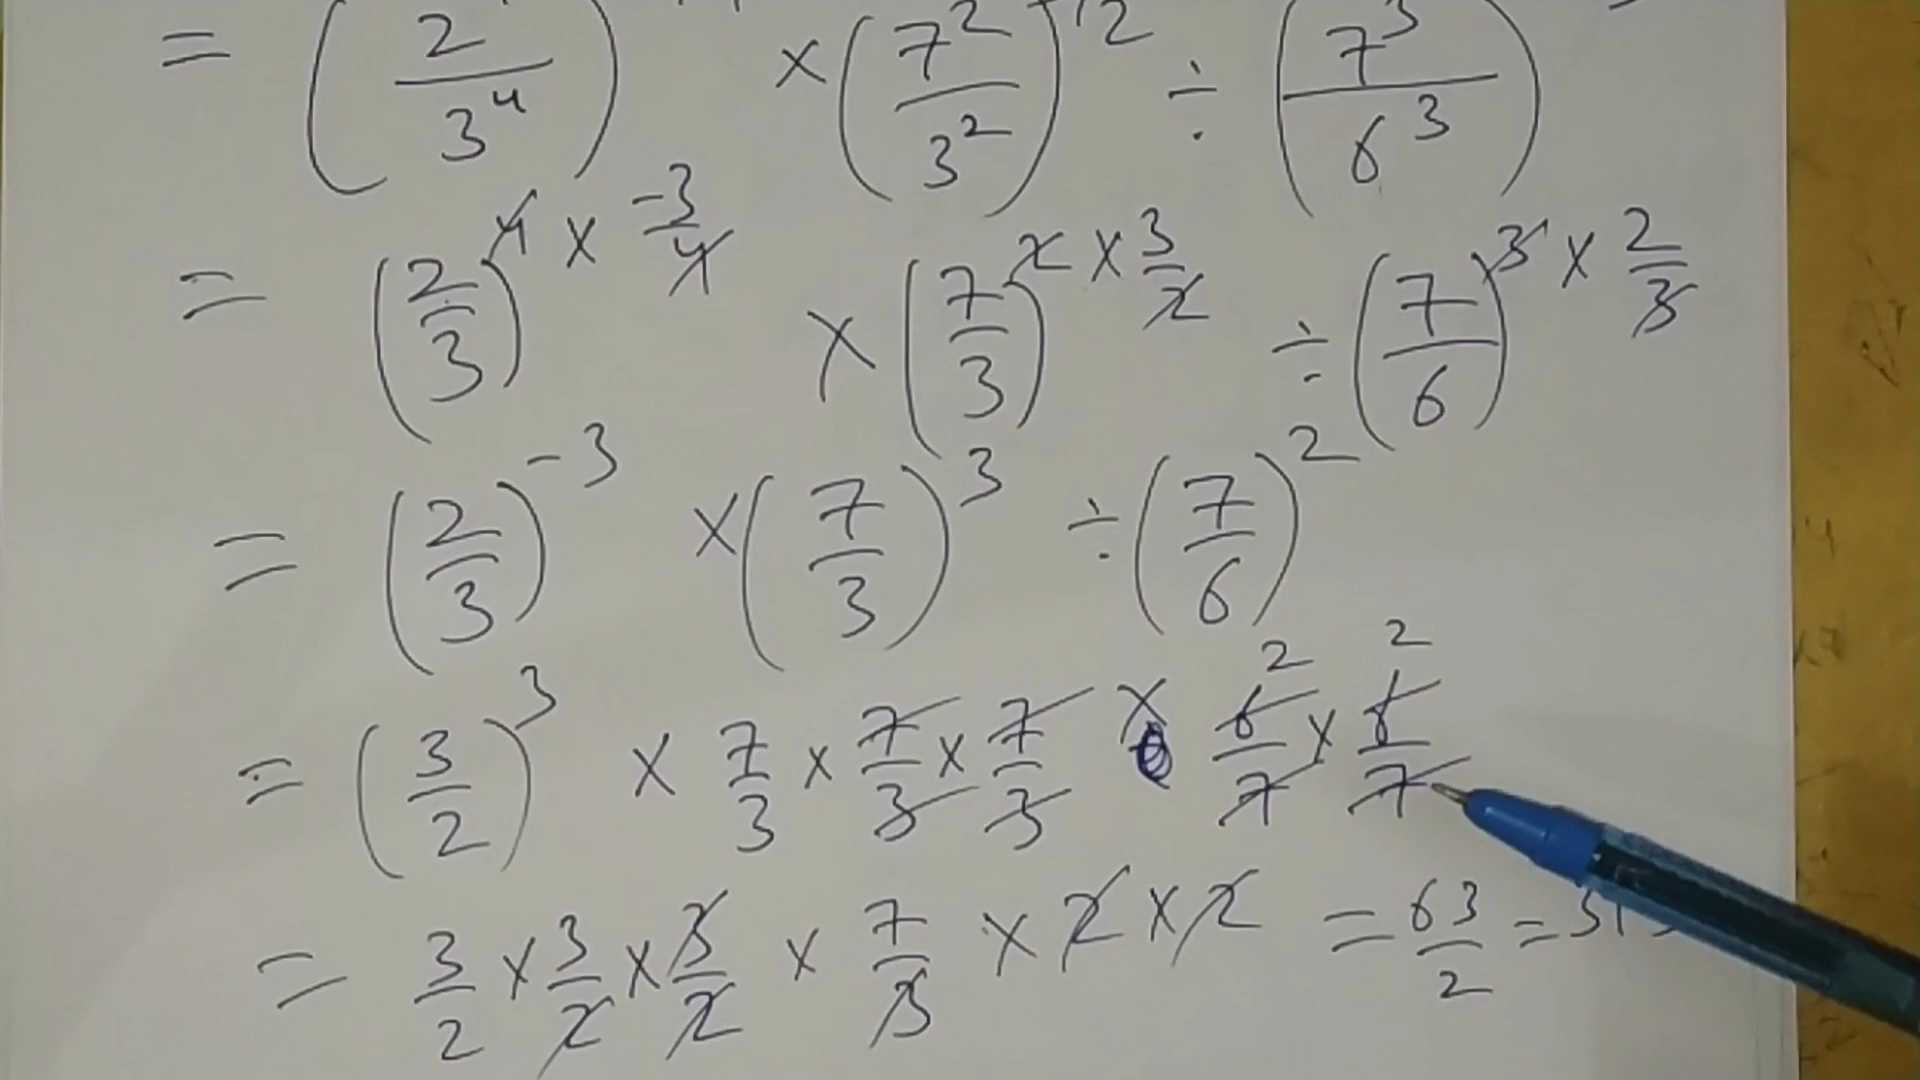 = (2/3⁴) × (7²/3²) ÷ (7³/6³)
= (2/3)^(4 × -3/4) × (7/3)^(2 × 3/2) ÷ (7/6)^(3 × 2/3)
= (2/3)^-3 × (7/3)^3 ÷ (7/6)^2
= (3/2)^3 × 7/3 × 7/3 × 7/3 × 6/7 2 × 6/7 2
= 3/2 × 3/2 × 3/2 × 7/3 × 2 × 2 = 63/2 =